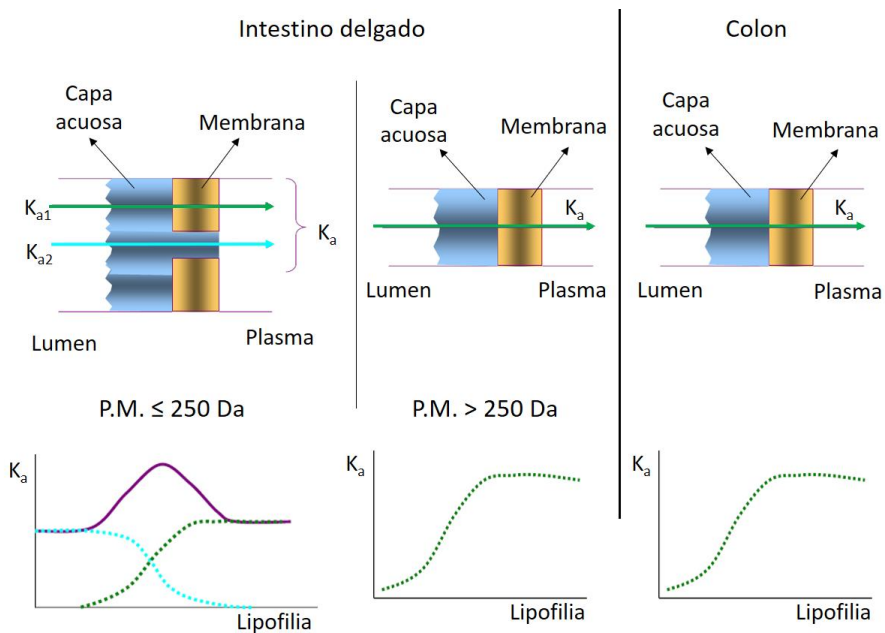 Intestino delgado
Colon
Capa
acuosa
Membrana
Ka1
Ka2
Ka
Lumen
Plasma
Capa
acuosa
Membrana
Ka
Lumen
Plasma
Capa
acuosa
Membrana
Ka
Lumen
Plasma
P.M. ≤ 250 Da
P.M. > 250 Da
Ka
Lipofilia
Ka
Lipofilia
Ka
Lipofilia